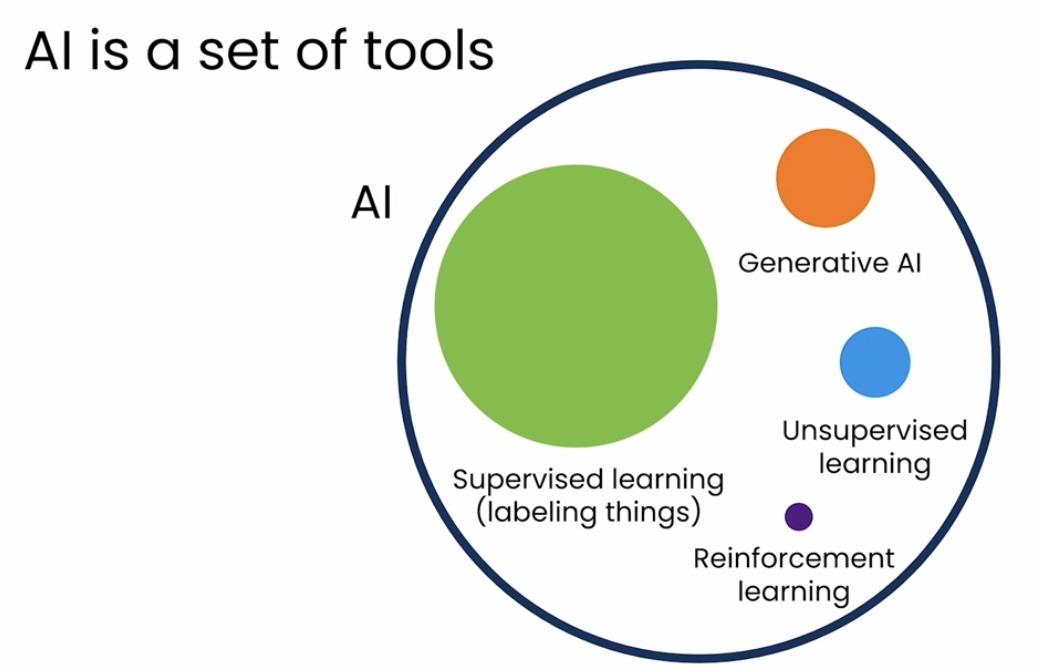 AI is a set of tools
AI
Generative AI
Supervised learning
(labeling things)
Unsupervised
learning
Reinforcement
learning